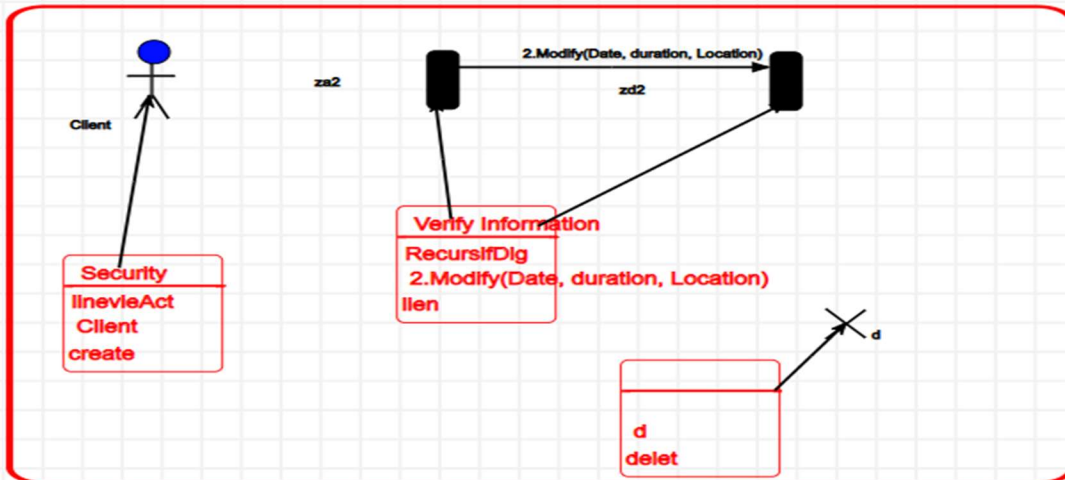 2.Modify(Date, duration, Location)
za2
zd2
Client
Verify Information
RecursifDig
2.Modify(Date, duration, Location)
lien
Security
linevieAct
Client
create
d
d
delet